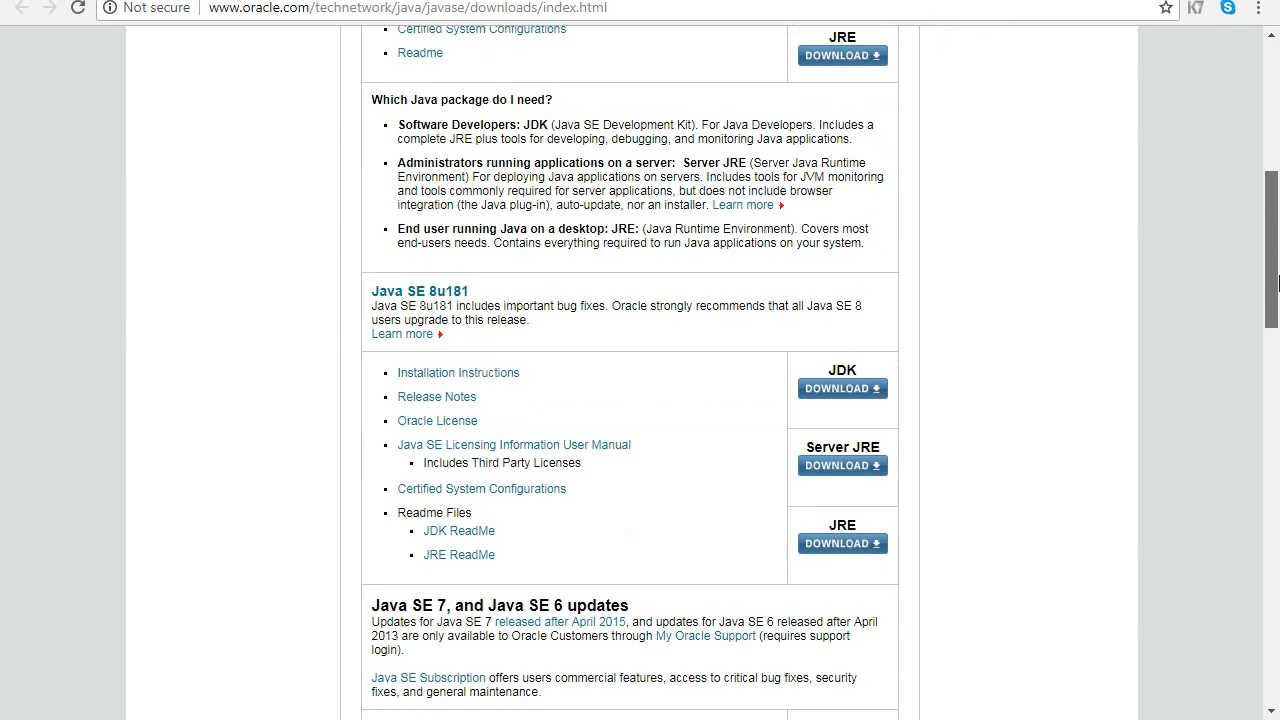 Not secure www.oracle.com/technetwork/java/javase/downloads/index.html
Certified System Configurations
Readme
JRE
DOWNLOAD
Which Java package do I need?
Software Developers: JDK (Java SE Development Kit). For Java Developers. Includes a
complete JRE plus tools for developing, debugging, and monitoring Java applications.
Administrators running applications on a server: Server JRE (Server Java Runtime
Environment) For deploying Java applications on servers. Includes tools for JVM monitoring
and tools commonly required for server applications, but does not include browser
integration (the Java plug-in), auto-update, nor an installer. Learn more
End user running Java on a desktop: JRE: (Java Runtime Environment). Covers most
end-users needs. Contains everything required to run Java applications on your system.
Java SE 8u181
Java SE 8u181 includes important bug fixes. Oracle strongly recommends that all Java SE 8
users upgrade to this release.
Learn more
Installation Instructions
Release Notes
Oracle License
Java SE Licensing Information User Manual
Includes Third Party Licenses
Certified System Configurations
Readme Files
JDK ReadMe
JRE ReadMe
JDK
DOWNLOAD
Server JRE
DOWNLOAD
JRE
DOWNLOAD
Java SE 7, and Java SE 6 updates
Updates for Java SE 7 released after April 2015, and updates for Java SE 6 released after April
2013 are only available to Oracle Customers through My Oracle Support (requires support
login).
Java SE Subscription offers users commercial features, access to critical bug fixes, security
fixes, and general maintenance.